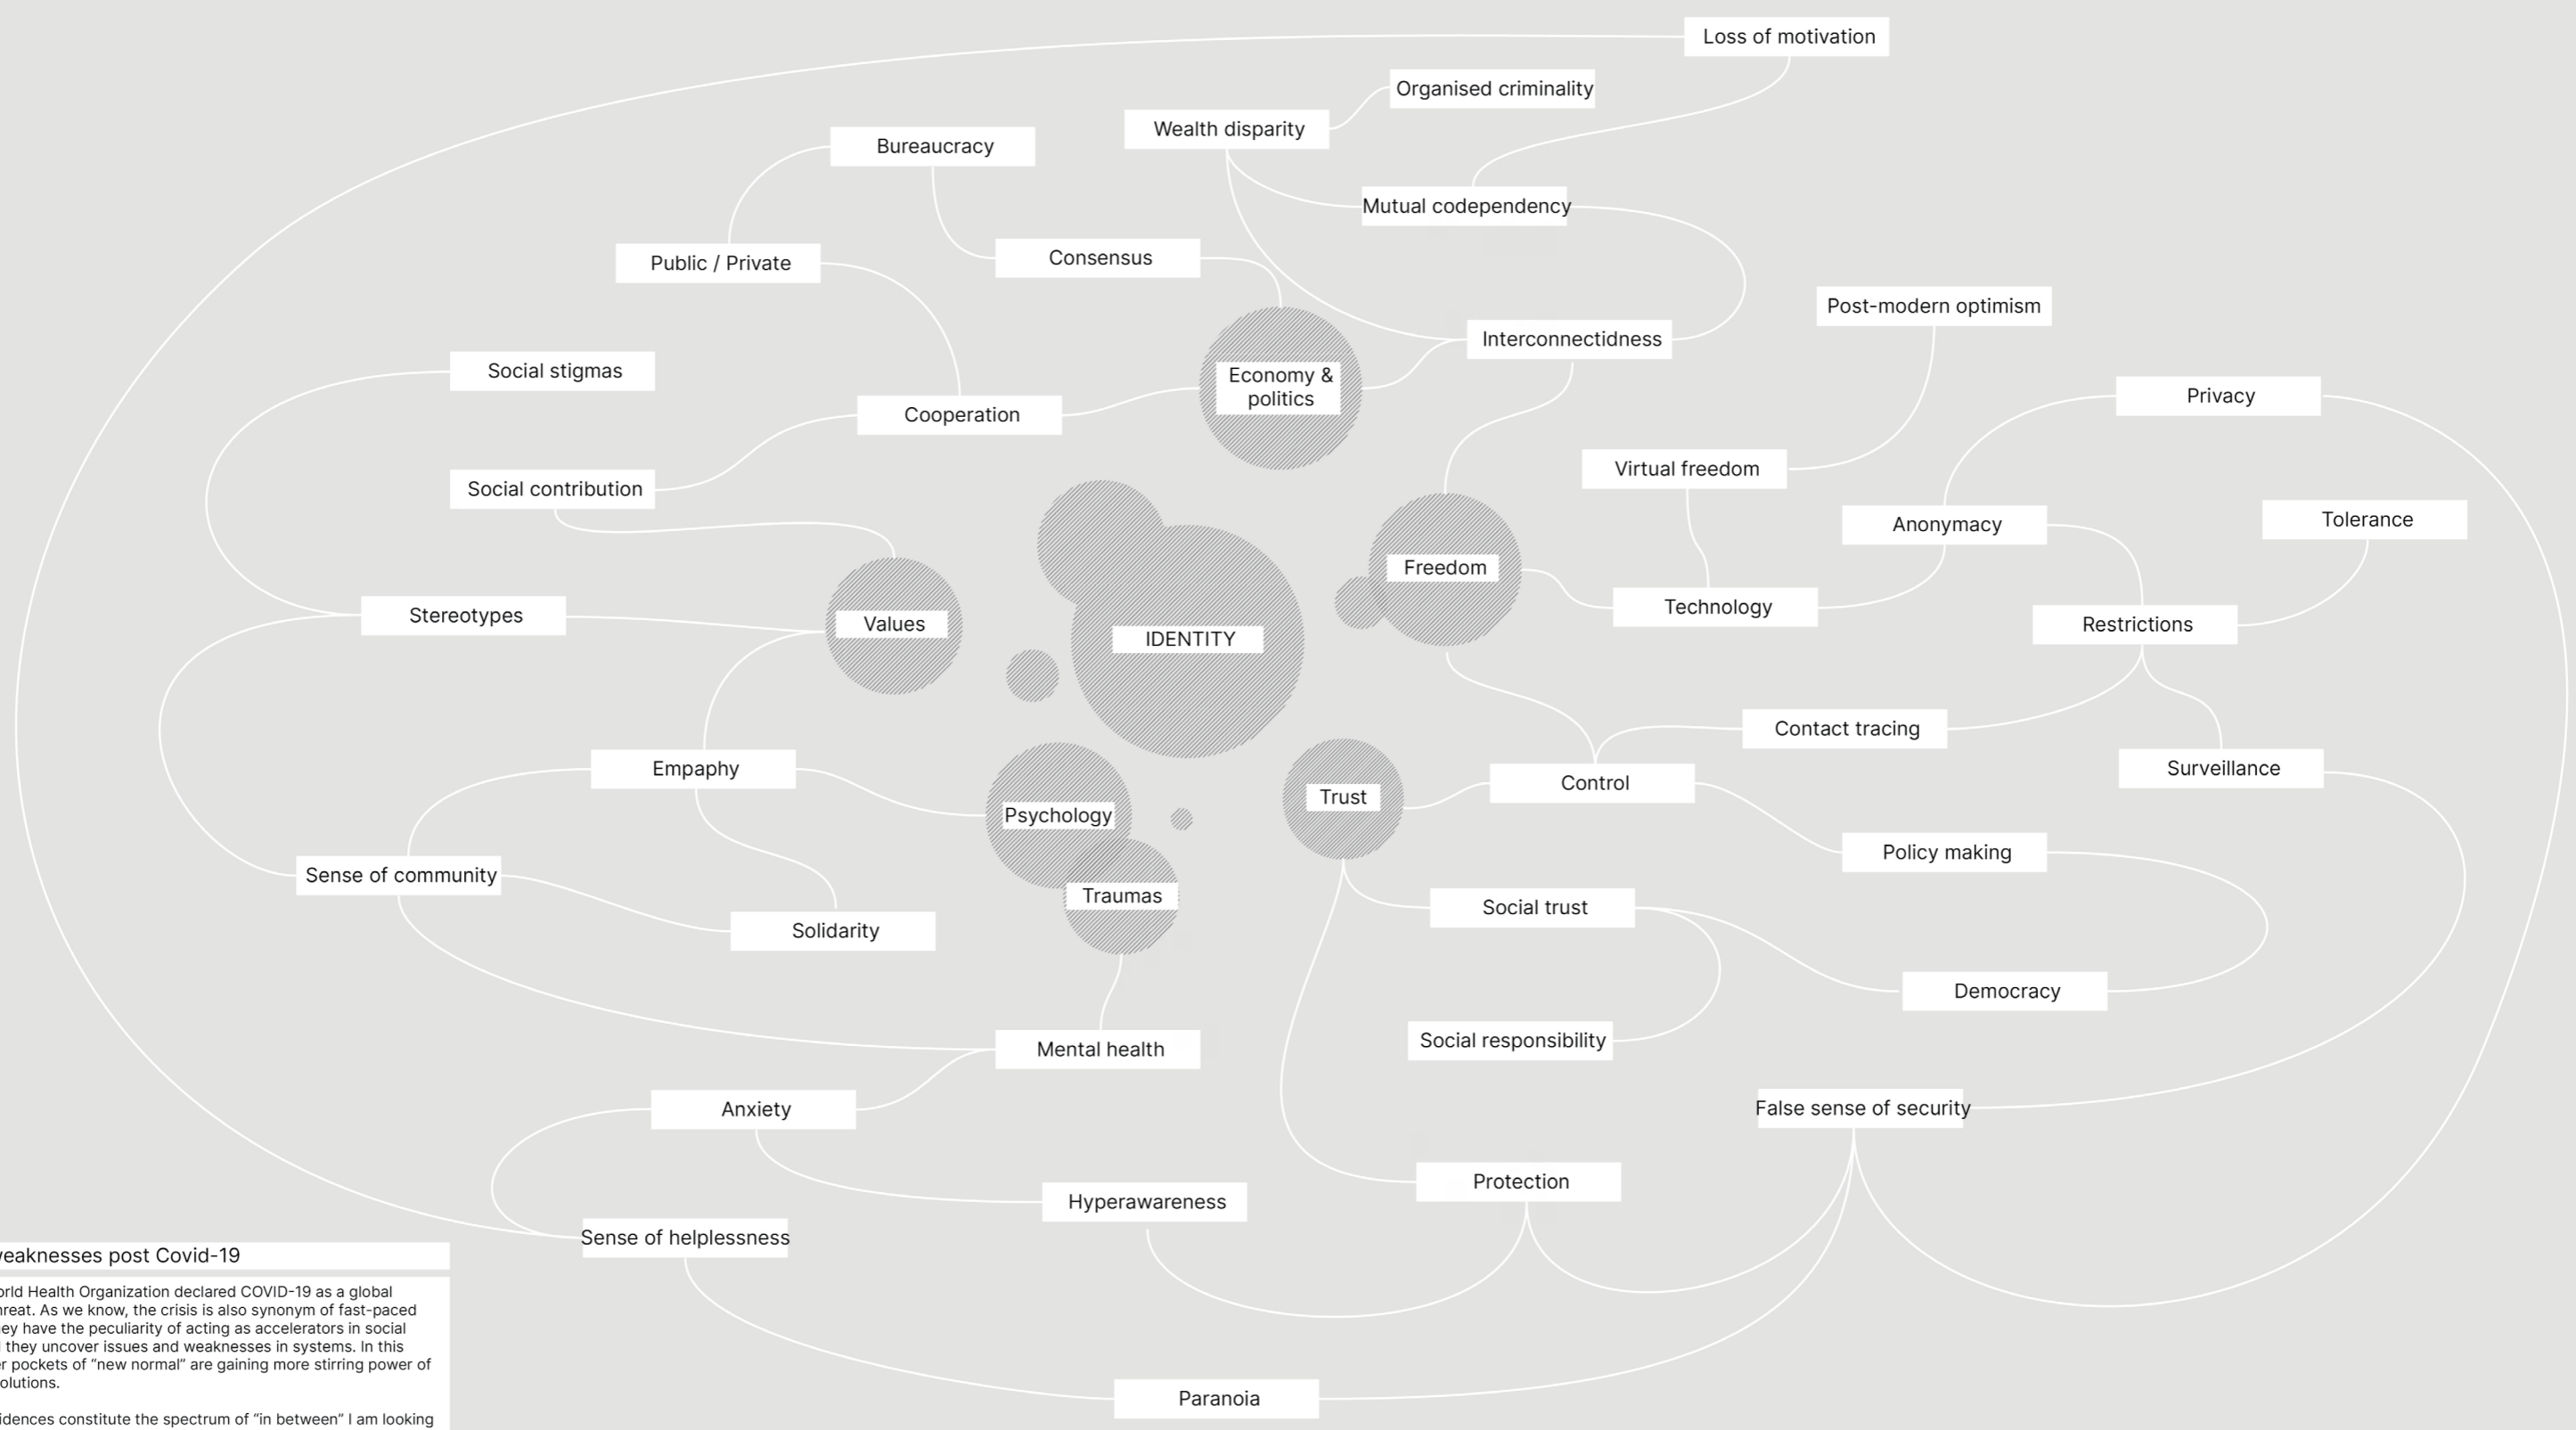 Loss of motivation
Organised criminality
Wealth disparity
Bureaucracy
Mutual codependency
Consensus
Public / Private
Post-modern optimism
Interconnectidness
Social stigmas
Economy &
politics
Privacy
Cooperation
Virtual freedom
Social contribution
Tolerance
Anonymacy
Freedom
Technology
Stereotypes
Values
Restrictions
IDENTITY
Contact tracing
Empaphy
Surveillance
Control
Trust
Psychology
Policy making
Sense of community
Traumas
Social trust
Solidarity
Democracy
Social responsibility
Mental health
False sense of security
Anxiety
Protection
Hyperawareness
Sense of helplessness
Paranoia
weaknesses post Covid-19
orld Health Organization declared COVID-19 as a global
hreat. As we know, the crisis is also synonym of fast-paced
hey have the peculiarity of acting as accelerators in social
they uncover issues and weaknesses in systems. In this
er pockets of “new normal” are gaining more stirring power of
olutions.
idences constitute the spectrum of “in between” I am looking